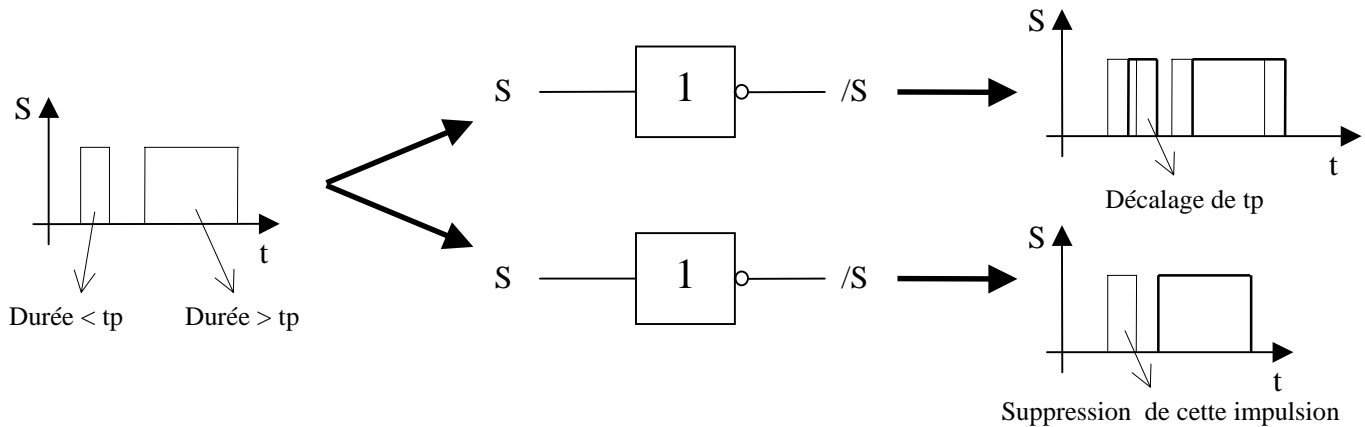 S
t
Durée < tp
Durée > tp
S
1
/S
S
t
Décalage de tp
S
1
/S
S
t
Suppression de cette impulsion